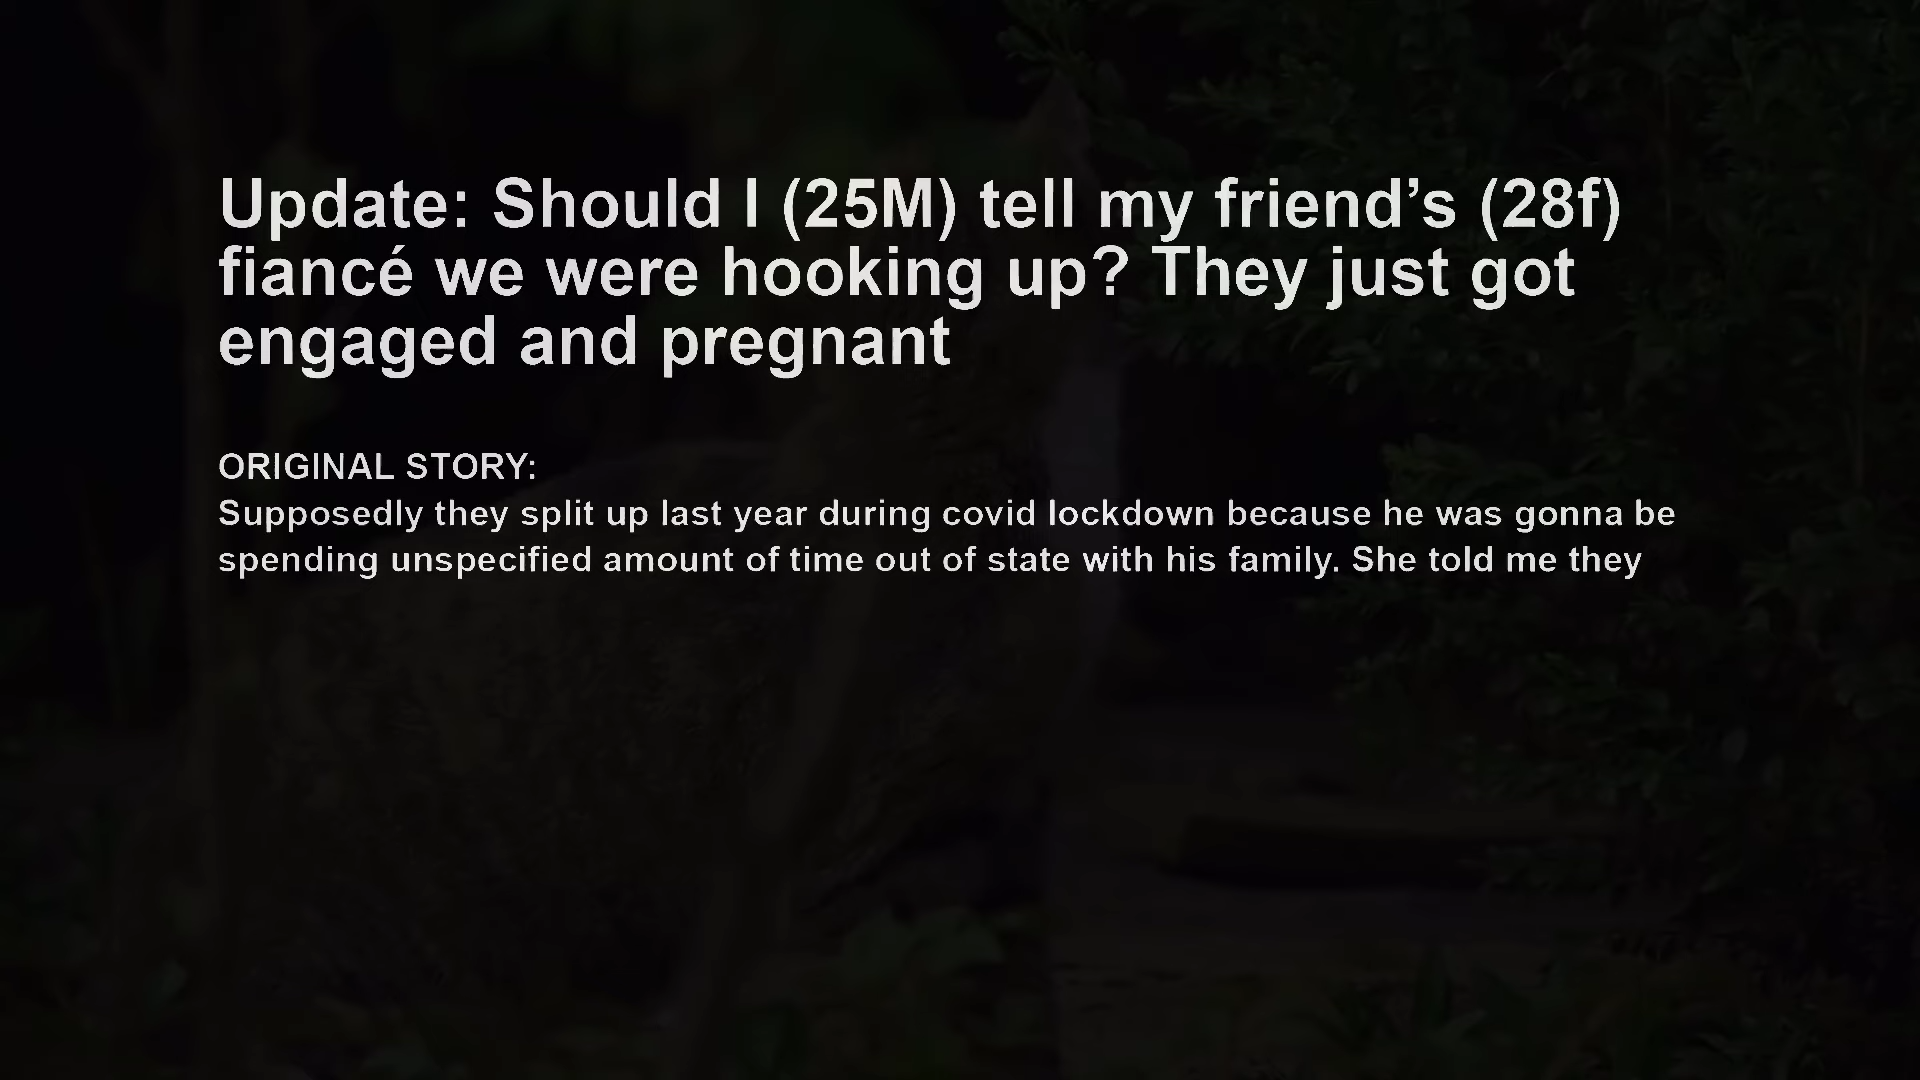 Update: Should I (25M) tell my friend’s (28f)
fiancé we were hooking up? They just got
engaged and pregnant
ORIGINAL STORY:
Supposedly they split up last year during covid lockdown because he was gonna be
spending unspecified amount of time out of state with his family. She told me they